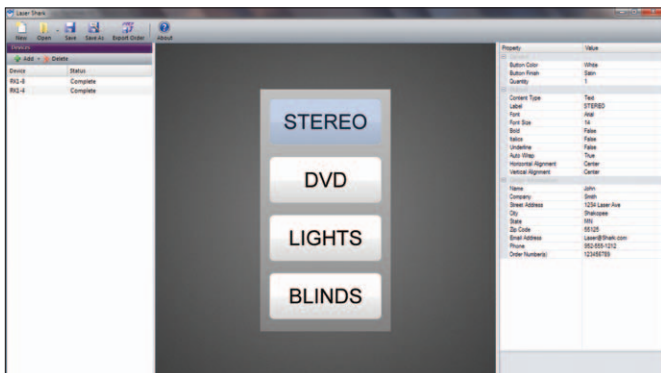 Laser Shark
New Open Save Save As Export Order About
Devices
Add Delete
Device Status
Complete
Complete
STEREO
DVD
LIGHTS
BLINDS
Property Value
Button Color White
Button Finish Satin
Quantity 1
Content Type Text
Label STEREO
Font Arial
Font Size 14
Bold False
Italics False
Underline False
Auto Wrap True
Horizontal Alignment Center
Vertical Alignment Center
Name John
Company Smith
Street Address 1234 Laser Ave
City Shakopee
State MN
Zip Code 55125
Email Address Laser@Shark.com
Phone 952-555-1212
Order Number(s) 123456789